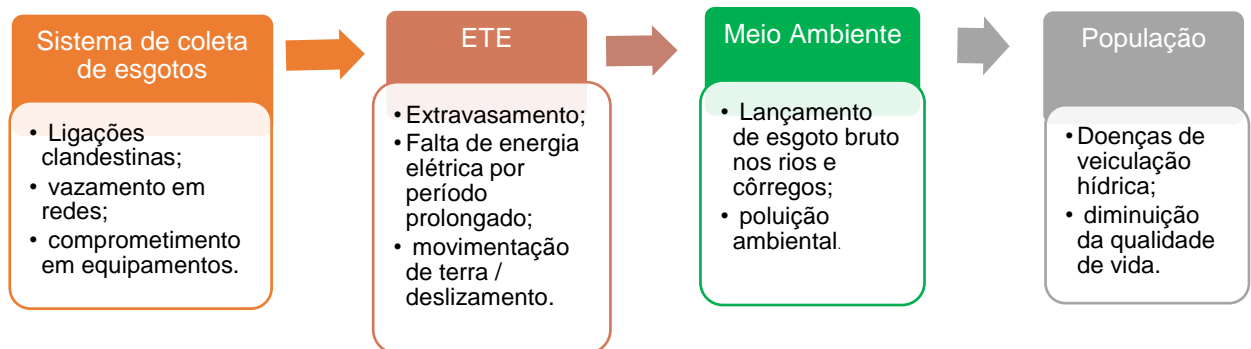 Sistema de coleta
de esgotos
• Ligações
clandestinas;
• vazamento em
redes;
• comprometimento
em equipamentos.
ETE
• Extravasamento;
• Falta de energia
elétrica por
período
prolongado;
• movimentação
de terra /
deslizamento.
Meio Ambiente
• Lançamento
de esgoto bruto
nos rios e
côrregos;
• poluição
ambiental.
População
• Doenças de
veiculação
hídrica;
• diminuição
da qualidade
de vida.